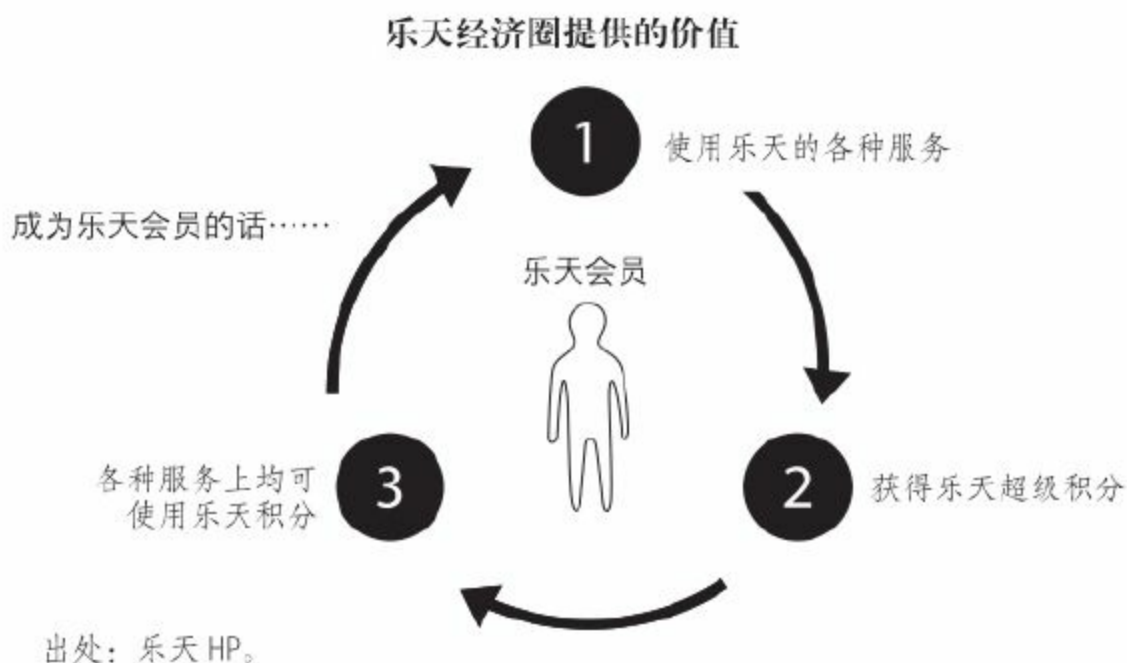 乐天经济圈提供的价值
1
使用乐天的各种服务
成为乐天会员的话……
乐天会员
各种服务上均可
使用乐天积分
3
2
获得乐天超级积分
出处：乐天 HP。